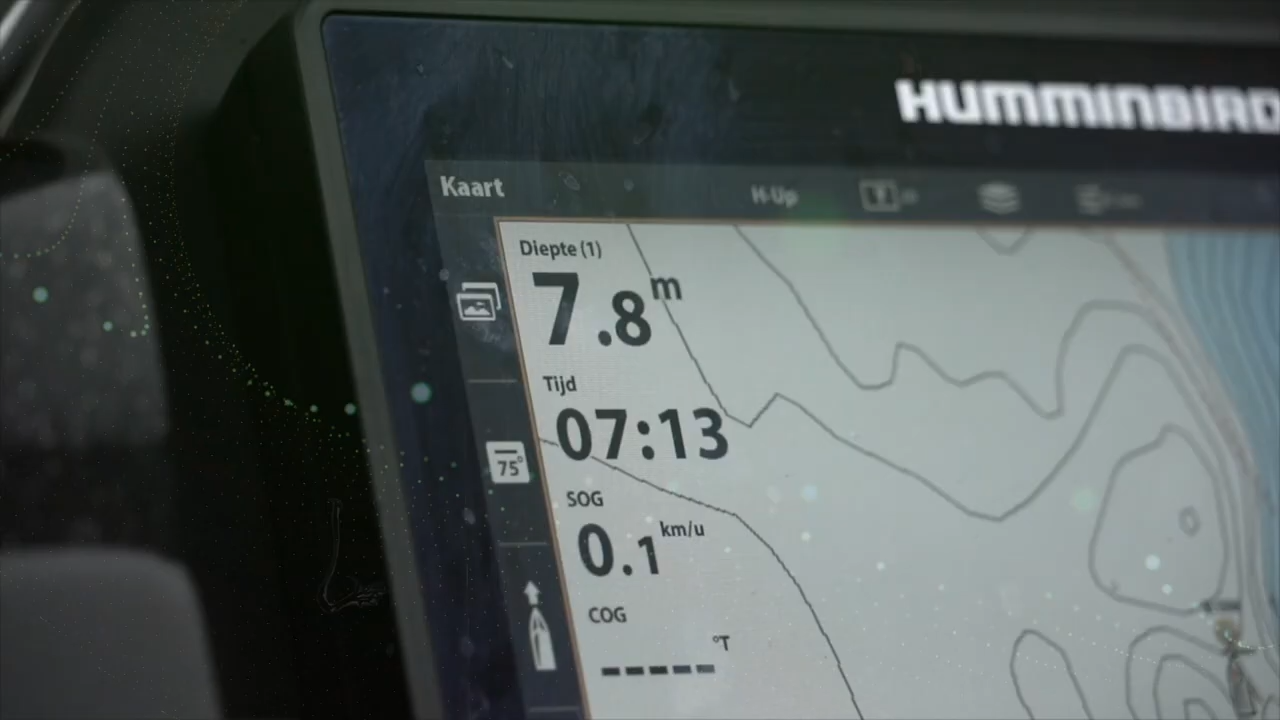 HUMMINBIRD
Kaart
H-Up
Diepte (1)
7.8 m
Tijd
07:13
75°
SOG
0.1 km/u
COG
----- °T